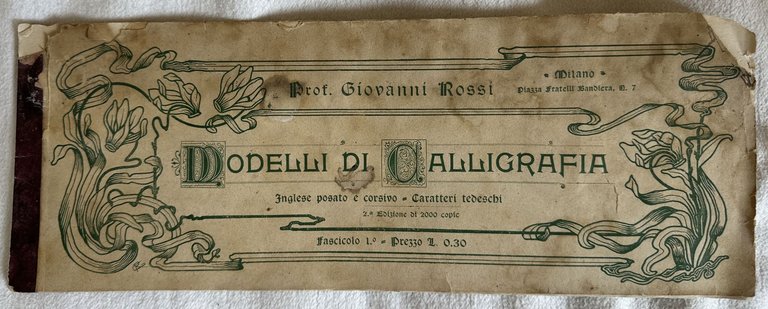 Prof. Giovanni Rossi
Milano
Piazza Fratelli Bandiera, N. 7
MODELLI DI CALLIGRAFIA
Inglese posato e corsivo - Caratteri tedeschi
2.ª Edizione di 2000 copie
Fascicolo 1.º - Prezzo L. 0.30